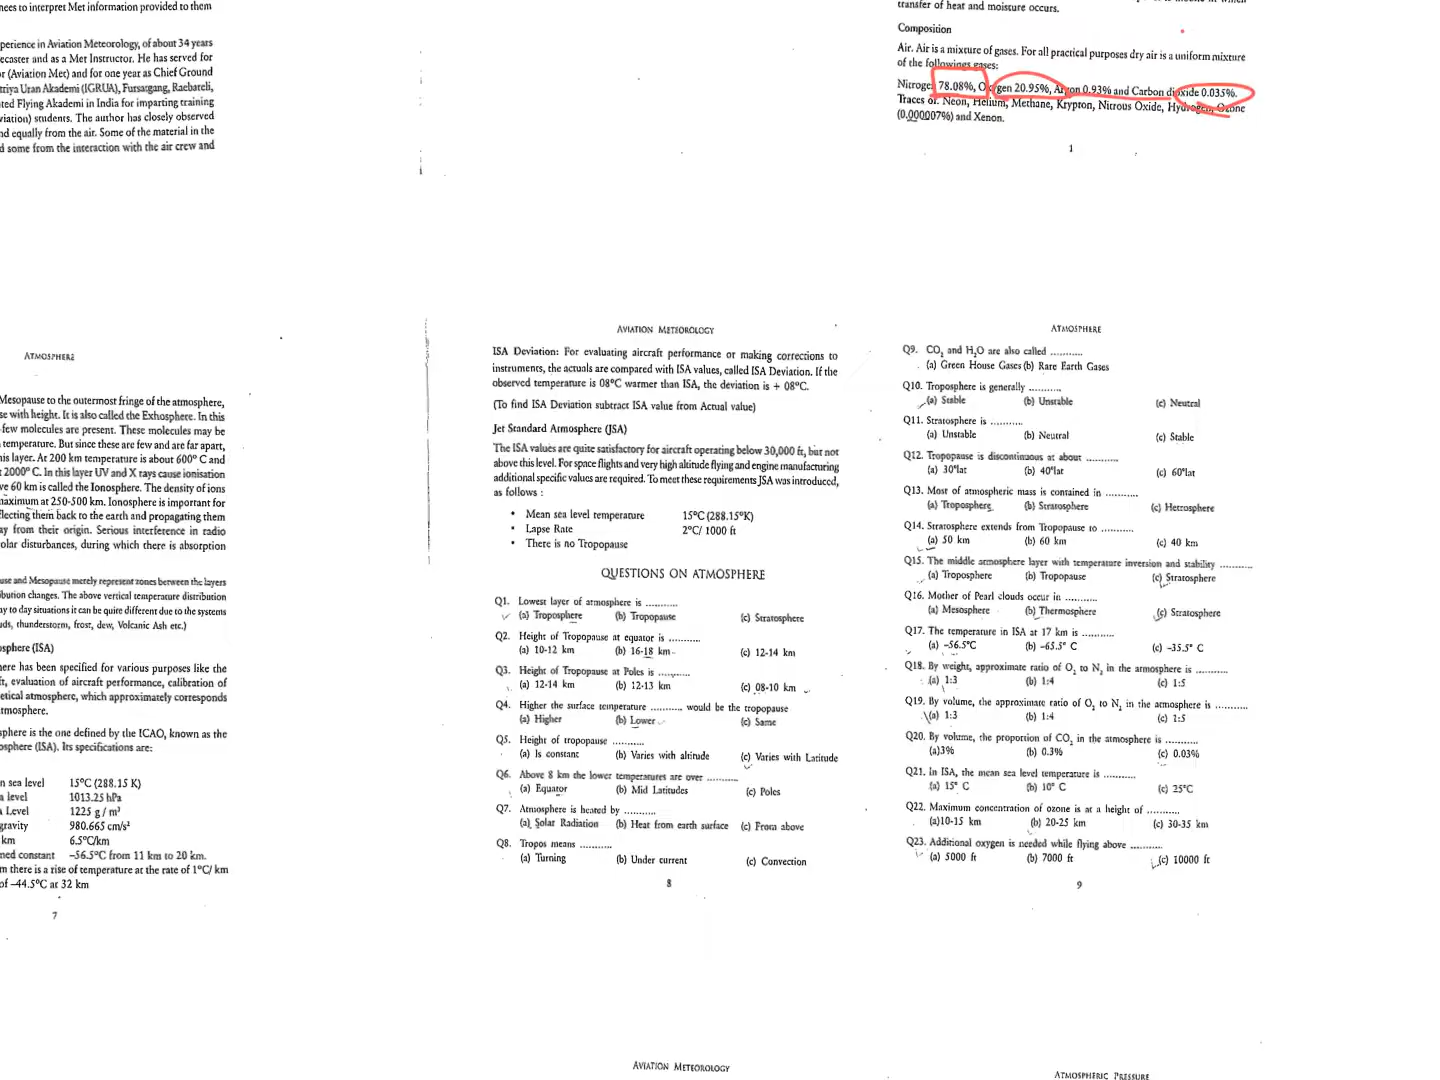 nees to interpret Met information provided to them
perience in Aviation Meteorology, of about 34 years
ecaster and as a Met Instructor. He has served for
or (Aviation Met) and for one year as Chief Ground
triya Uran Akademi (IGRUA), Fursatgang, Raebareli,
ted Flying Akademi in India for imparting training
viation) students. The author has closely observed
nd equally from the air. Some of the material in the
d some from the interaction with the air crew and
transfer of heat and moisture occurs.
Composition
Air. Air is a mixture of gases. For all practical purposes dry air is a uniform mixture
of the followings gases:
Nitrogen 78.08%, Oxygen 20.95%, Argon 0.93% and Carbon dioxide 0.035%.
Traces of. Neon, Helium, Methane, Krypton, Nitrous Oxide, Hydrogen, Ozone
(0.000007%) and Xenon.
1
ATMOSPHERE
Mesopause to the outermost fringe of the atmosphere,
se with height. It is also called the Exhosphere. In this
few molecules are present. These molecules may be
temperature. But since these are few and are far apart,
his layer. At 200 km temperature is about 600° C and
2000° C. In this layer UV and X rays cause ionisation
ve 60 km is called the Ionosphere. The density of ions
maximum at 250-500 km. Ionosphere is important for
flecting them back to the earth and propagating them
ay from their origin. Serious interference in radio
olar disturbances, during which there is absorption
use and Mesopause merely represent zones between the layers
ibution changes. The above vertical temperature distribution
ay to day situations it can be quite different due to the systems
uds, thunderstorm, frost, dew, Volcanic Ash etc.)
osphere (ISA)
here has been specified for various purposes like the
ft, evaluation of aircraft performance, calibration of
etical atmosphere, which approximately corresponds
tmosphere.
sphere is the one defined by the ICAO, known as the
osphere (ISA). Its specifications are:
n sea level 15°C (288.15 K)
a level 1013.25 hPa
a Level 1225 g / m³
gravity 980.665 cm/s²
km 6.5°C/km
ned constant –56.5°C from 11 km to 20 km.
m there is a rise of temperature at the rate of 1°C/ km
of –44.5°C at 32 km
7
AVIATION METEOROLOGY
ISA Deviation: For evaluating aircraft performance or making corrections to
instruments, the actuals are compared with ISA values, called ISA Deviation. If the
observed temperature is 08°C warmer than ISA, the deviation is + 08°C.
(To find ISA Deviation subtract ISA value from Actual value)
Jet Standard Atmosphere (JSA)
The ISA values are quite satisfactory for aircraft operating below 30,000 ft, but not
above this level. For space flights and very high altitude flying and engine manufacturing
additional specific values are required. To meet these requirements JSA was introduced,
as follows :
• Mean sea level temperature 15°C (288.15°K)
• Lapse Rate 2°C/ 1000 ft
• There is no Tropopause
QUESTIONS ON ATMOSPHERE
Q1. Lowest layer of atmosphere is ...........
(a) Troposphere (b) Tropopause (c) Stratosphere
Q2. Height of Tropopause at equator is ...........
(a) 10-12 km (b) 16-18 km (c) 12-14 km
Q3. Height of Tropopause at Poles is ...........
(a) 12-14 km (b) 12-13 km (c) 08-10 km
Q4. Higher the surface temperature ........... would be the tropopause
(a) Higher (b) Lower (c) Same
Q5. Height of tropopause ...........
(a) Is constant (b) Varies with altitude (c) Varies with Latitude
Q6. Above 8 km the lower temperatures are over ...........
(a) Equator (b) Mid Latitudes (c) Poles
Q7. Atmosphere is heated by ...........
(a) Solar Radiation (b) Heat from earth surface (c) From above
Q8. Tropos means ...........
(a) Turning (b) Under current (c) Convection
8
ATMOSPHERE
Q9. CO₂ and H₂O are also called ...........
(a) Green House Gases (b) Rare Earth Gases
Q10. Troposphere is generally ...........
(a) Stable (b) Unstable (c) Neutral
Q11. Stratosphere is ...........
(a) Unstable (b) Neutral (c) Stable
Q12. Tropopause is discontinuous at about ...........
(a) 30°lat (b) 40°lat (c) 60°lat
Q13. Most of atmospheric mass is contained in ...........
(a) Troposphere (b) Stratosphere (c) Hetrosphere
Q14. Stratosphere extends from Tropopause to ...........
(a) 50 km (b) 60 km (c) 40 km
Q15. The middle atmosphere layer with temperature inversion and stability ...........
(a) Troposphere (b) Tropopause (c) Stratosphere
Q16. Mother of Pearl clouds occur in ...........
(a) Mesosphere (b) Thermosphere (c) Stratosphere
Q17. The temperature in ISA at 17 km is ...........
(a) –56.5°C (b) –65.5° C (c) –35.5° C
Q18. By weight, approximate ratio of O₂ to N₂ in the atmosphere is ...........
(a) 1:3 (b) 1:4 (c) 1:5
Q19. By volume, the approximate ratio of O₂ to N₂ in the atmosphere is ...........
(a) 1:3 (b) 1:4 (c) 1:5
Q20. By volume, the proportion of CO₂ in the atmosphere is ...........
(a)3% (b) 0.3% (c) 0.03%
Q21. In ISA, the mean sea level temperature is ...........
(a) 15° C (b) 10° C (c) 25°C
Q22. Maximum concentration of ozone is at a height of ...........
(a)10-15 km (b) 20-25 km (c) 30-35 km
Q23. Additional oxygen is needed while flying above ...........
(a) 5000 ft (b) 7000 ft (c) 10000 ft
9
AVIATION METEOROLOGY
ATMOSPHERIC PRESSURE